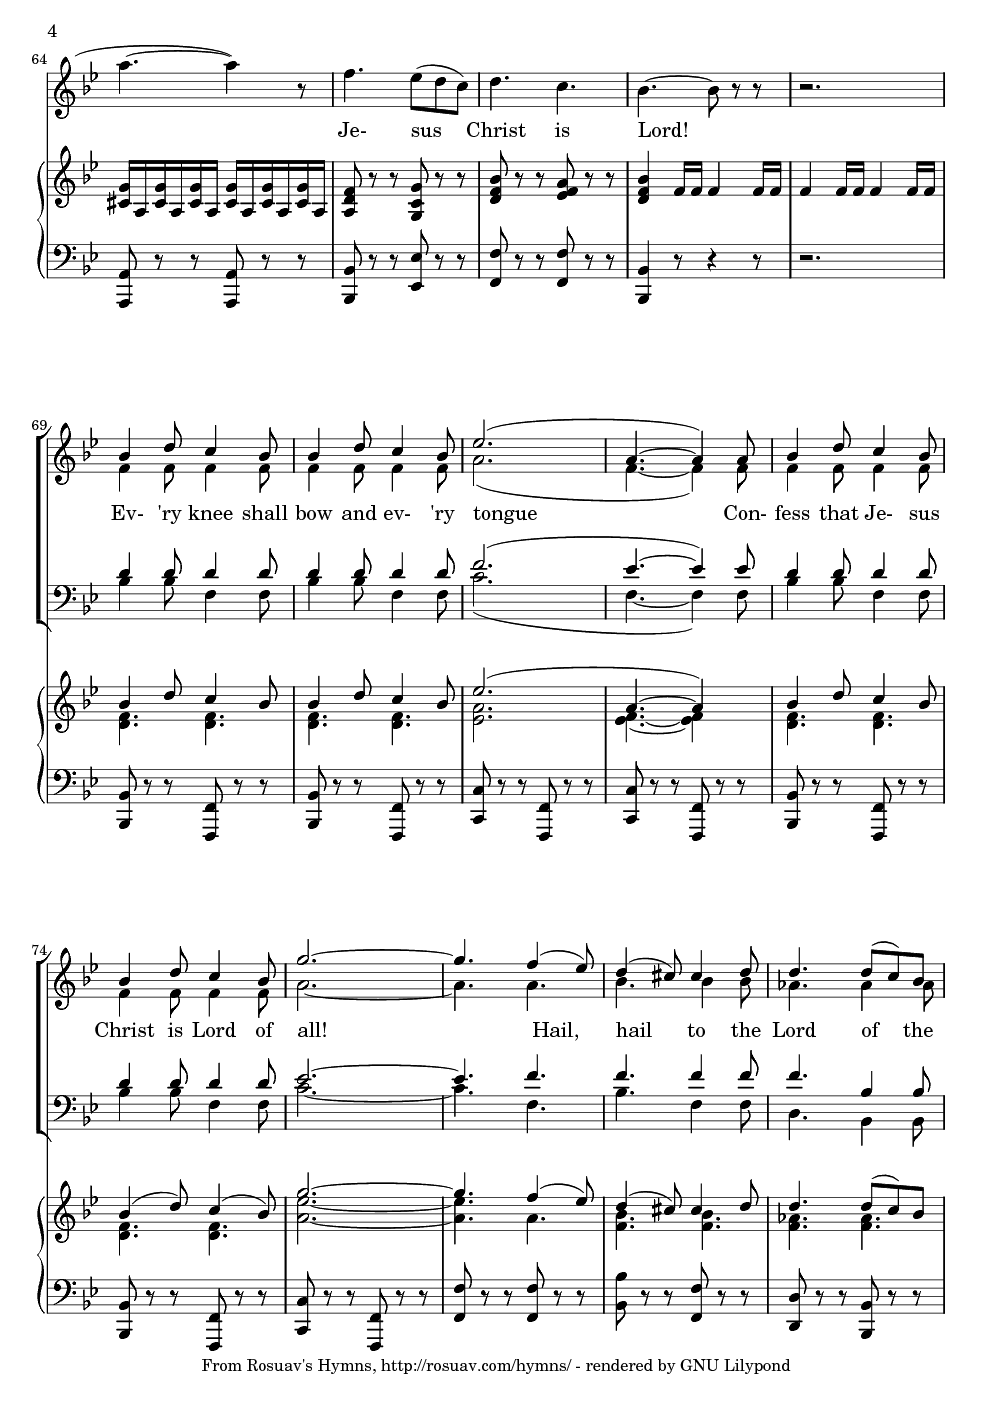 4
64
Je- sus Christ is Lord!
69
Ev- 'ry knee shall bow and ev- 'ry tongue Con- fess that Je- sus
74
Christ is Lord of all! Hail, hail to the Lord of the
From Rosuav's Hymns, http://rosuav.com/hymns/ - rendered by GNU Lilypond